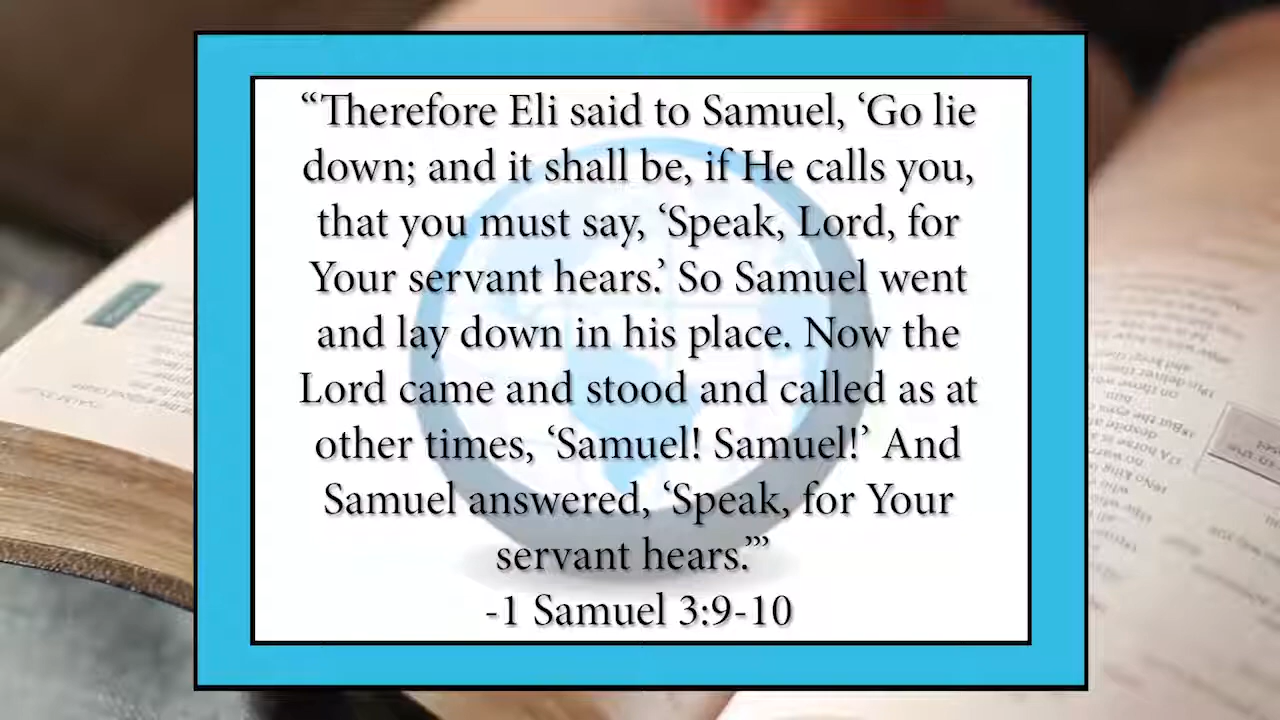 “Therefore Eli said to Samuel, ‘Go lie
down; and it shall be, if He calls you,
that you must say, ‘Speak, Lord, for
Your servant hears.’ So Samuel went
and lay down in his place. Now the
Lord came and stood and called as at
other times, ‘Samuel! Samuel!’ And
Samuel answered, ‘Speak, for Your
servant hears.’”
-1 Samuel 3:9-10